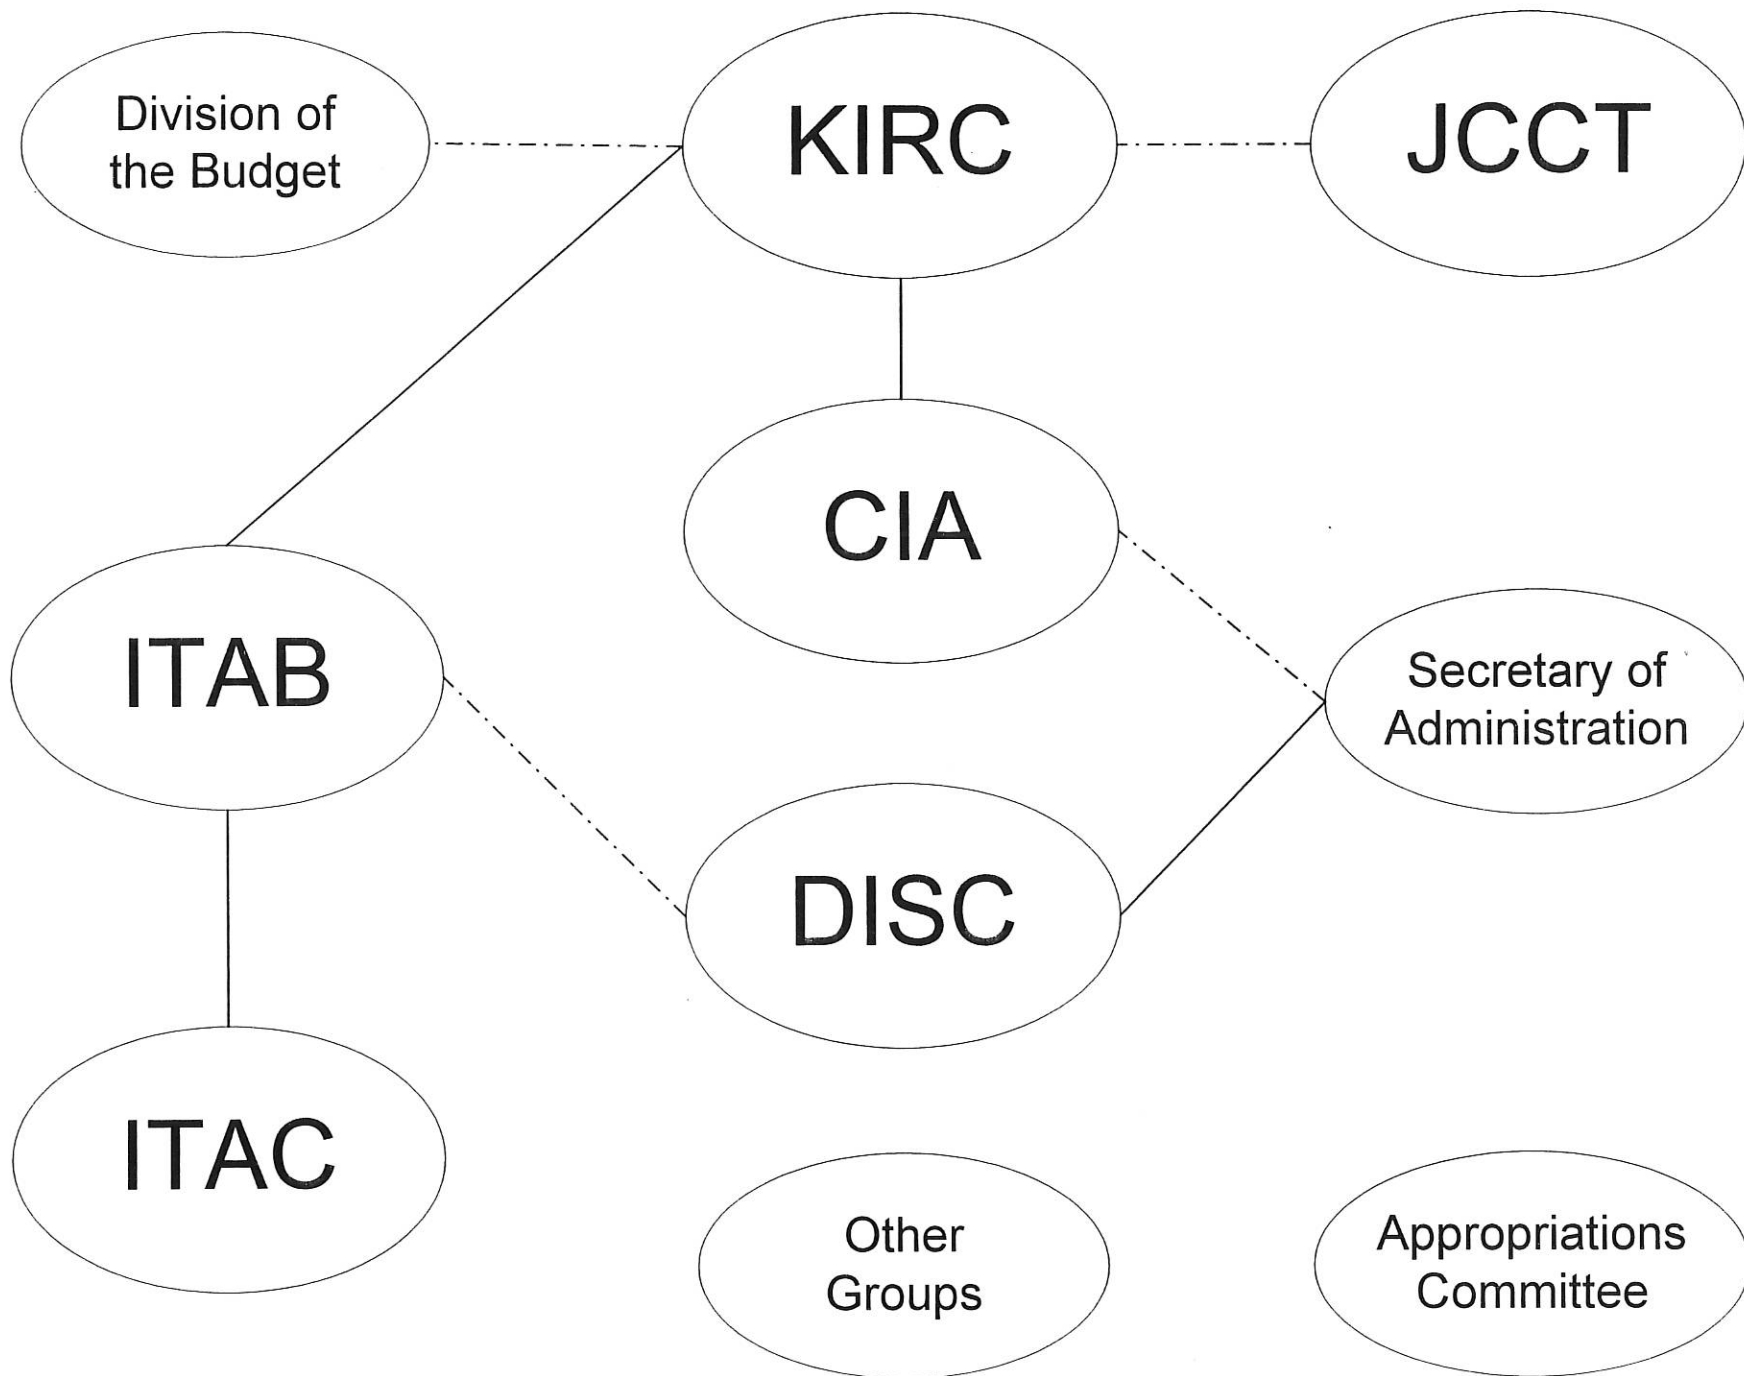 Division of
the Budget
KIRC
JCCT
CIA
ITAB
Secretary of
Administration
DISC
ITAC
Other
Groups
Appropriations
Committee